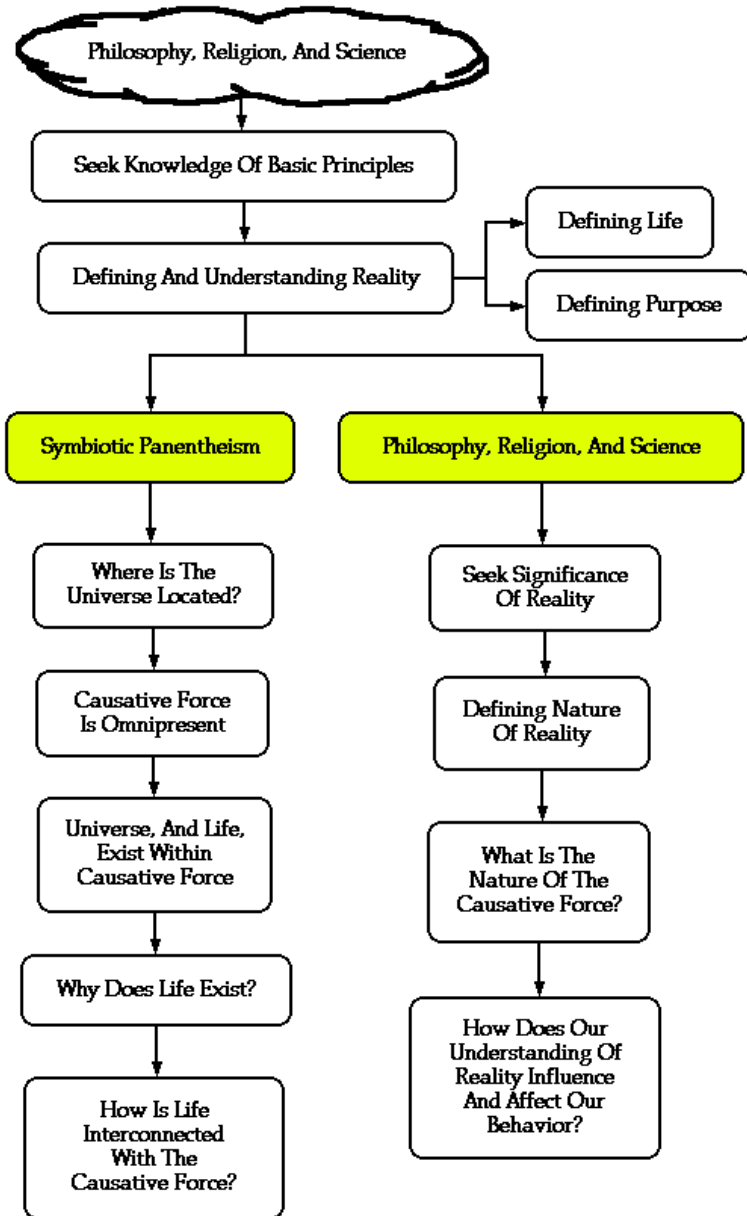 Philosophy, Religion, And Science
Seek Knowledge Of Basic Principles
Defining And Understanding Reality
Defining Life
Defining Purpose
Symbiotic Panentheism
Where Is The
Universe Located?
Causative Force
Is Omnipresent
Universe, And Life,
Exist Within
Causative Force
Why Does Life Exist?
How Is Life
Interconnected
With The
Causative Force?
Philosophy, Religion, And Science
Seek Significance
Of Reality
Defining Nature
Of Reality
What Is The
Nature Of The
Causative Force?
How Does Our
Understanding Of
Reality Influence
And Affect Our
Behavior?